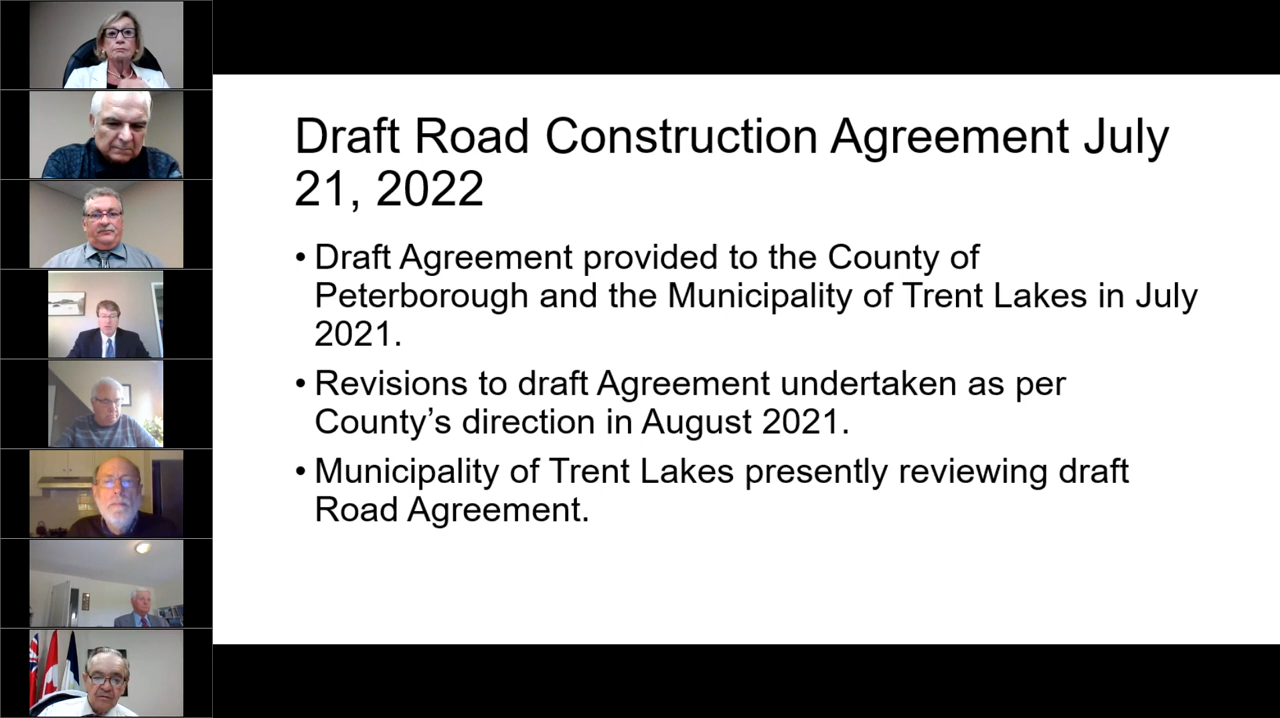 Draft Road Construction Agreement July
21, 2022
• Draft Agreement provided to the County of
Peterborough and the Municipality of Trent Lakes in July
2021.
• Revisions to draft Agreement undertaken as per
County’s direction in August 2021.
• Municipality of Trent Lakes presently reviewing draft
Road Agreement.